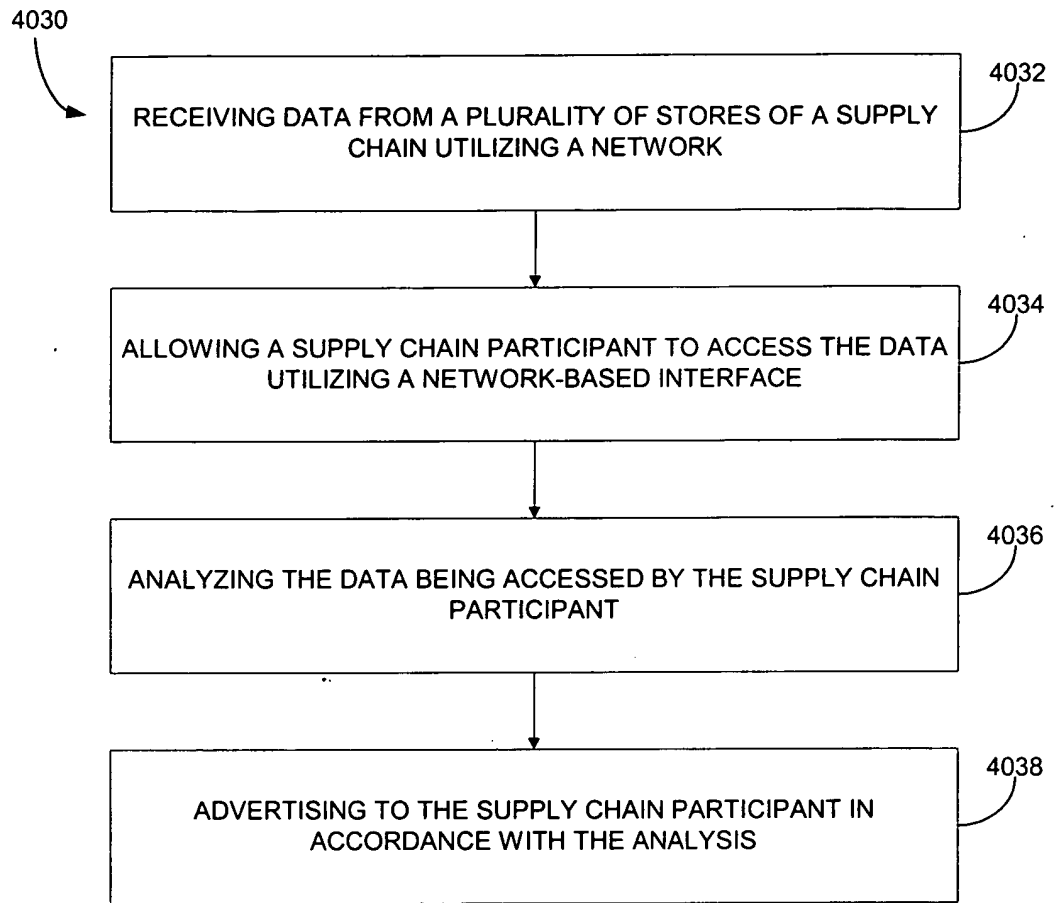 4030
4032
RECEIVING DATA FROM A PLURALITY OF STORES OF A SUPPLY
CHAIN UTILIZING A NETWORK
4034
ALLOWING A SUPPLY CHAIN PARTICIPANT TO ACCESS THE DATA
UTILIZING A NETWORK-BASED INTERFACE
4036
ANALYZING THE DATA BEING ACCESSED BY THE SUPPLY CHAIN
PARTICIPANT
4038
ADVERTISING TO THE SUPPLY CHAIN PARTICIPANT IN
ACCORDANCE WITH THE ANALYSIS